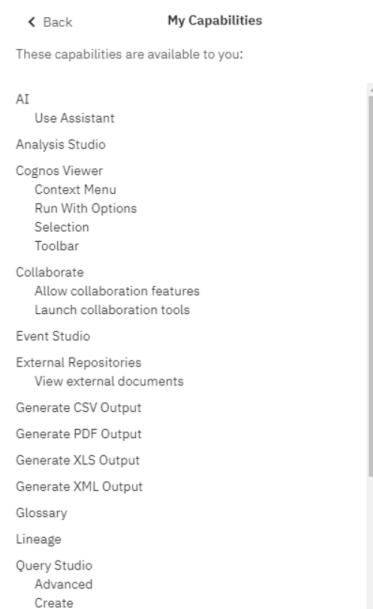 Back My Capabilities
These capabilities are available to you:
AI
Use Assistant
Analysis Studio
Cognos Viewer
Context Menu
Run With Options
Selection
Toolbar
Collaborate
Allow collaboration features
Launch collaboration tools
Event Studio
External Repositories
View external documents
Generate CSV Output
Generate PDF Output
Generate XLS Output
Generate XML Output
Glossary
Lineage
Query Studio
Advanced
Create